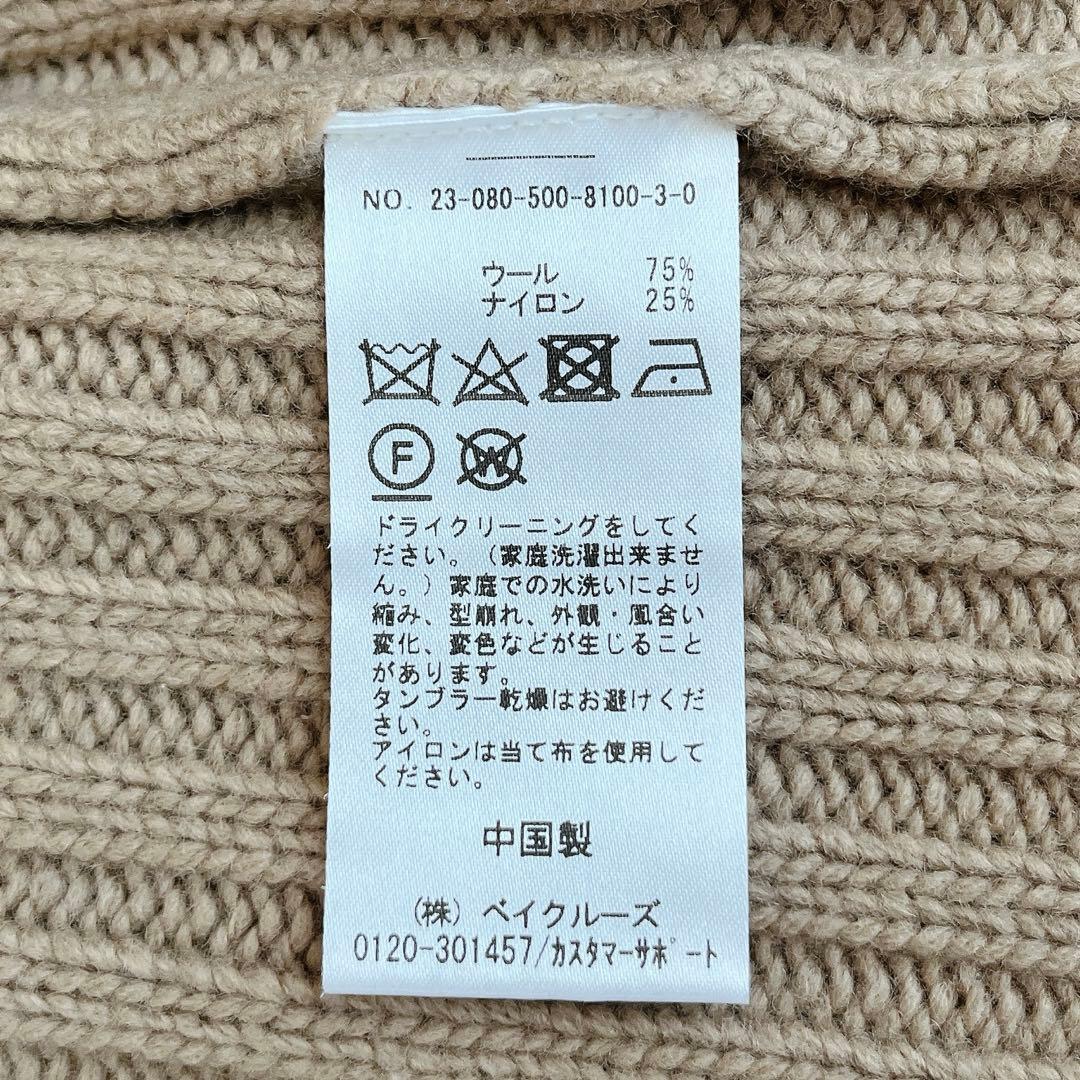 NO. 23-080-500-8100-3-0
ウール 75%
ナイロン 25%
F
W
ドライクリーニングをしてく
ださい。(家庭洗濯出来ませ
ん。)家庭での水洗いにより
縮み、型崩れ、外観・風合い
変化、変色などが生じること
があります。
タンブラー乾燥はお避けくだ
さい。
アイロンは当て布を使用して
ください。
中国製
(株) ベイクルーズ
0120-301457/カスタマーサポート